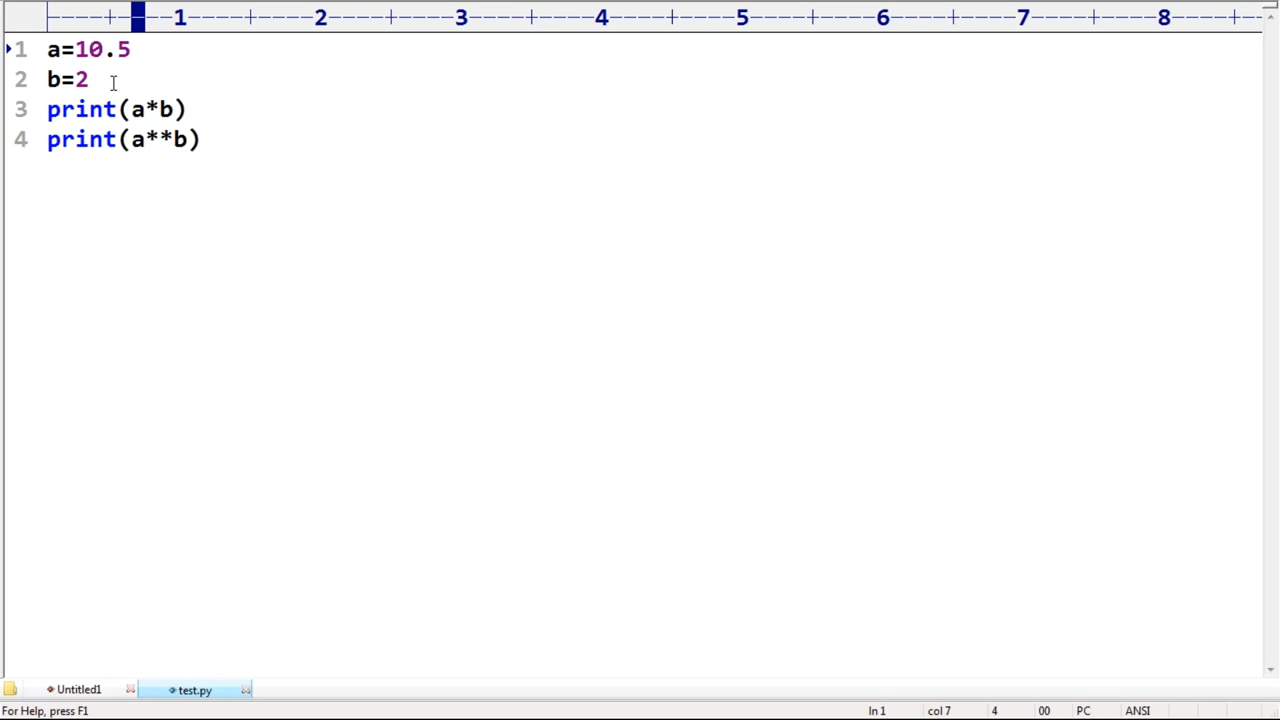 1 2 3 4 5 6 7 8
1 a=10.5
2 b=2
3 print(a*b)
4 print(a**b)
Untitled1 test.py
For Help, press F1 ln 1 col 7 4 00 PC ANSI